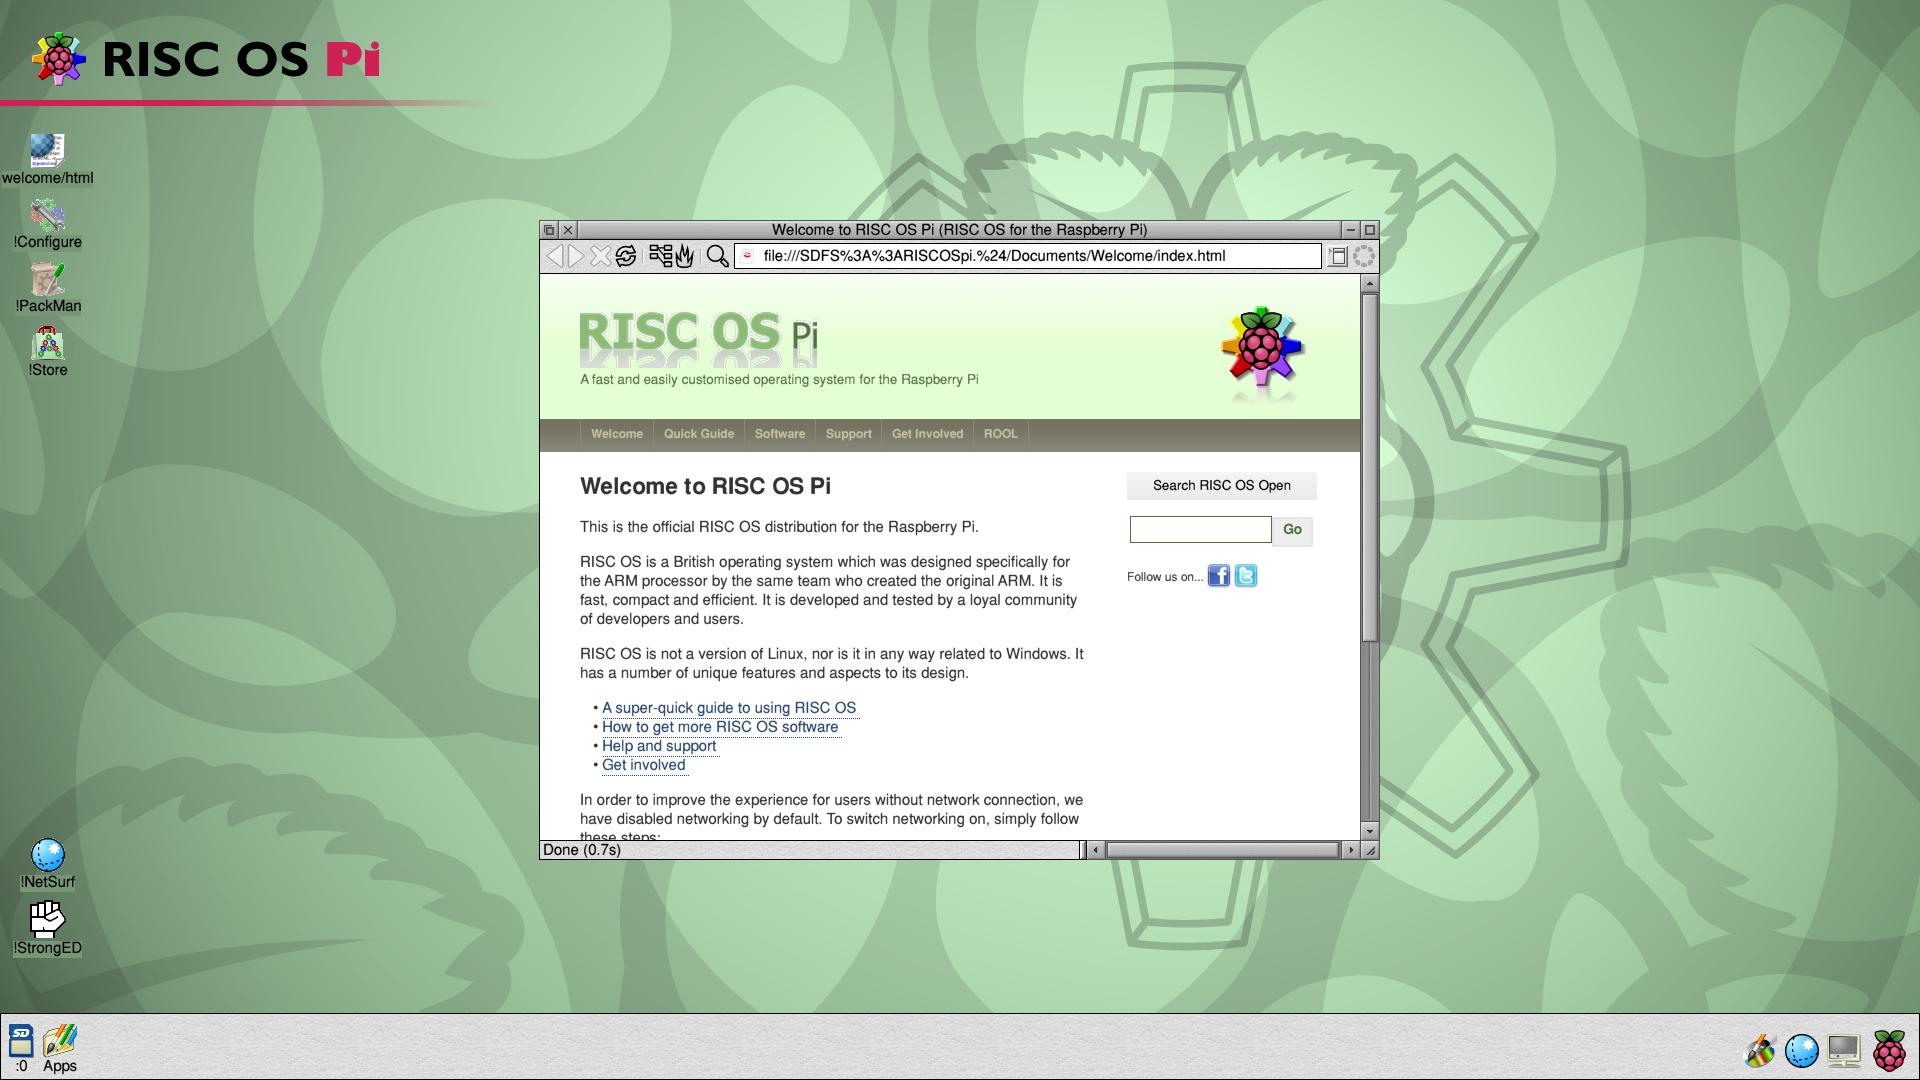 RISC OS Pi
welcome/html
!Configure
!PackMan
!Store
Welcome to RISC OS Pi (RISC OS for the Raspberry Pi)
file:///SDFS%3A%3ARISCOSpi.%24/Documents/Welcome/index.html
RISC OS Pi
A fast and easily customised operating system for the Raspberry Pi
Welcome Quick Guide Software Support Get Involved ROOL
Welcome to RISC OS Pi
This is the official RISC OS distribution for the Raspberry Pi.
RISC OS is a British operating system which was designed specifically for
the ARM processor by the same team who created the original ARM. It is
fast, compact and efficient. It is developed and tested by a loyal community
of developers and users.
RISC OS is not a version of Linux, nor is it in any way related to Windows. It
has a number of unique features and aspects to its design.
• A super-quick guide to using RISC OS
• How to get more RISC OS software
• Help and support
• Get involved
In order to improve the experience for users without network connection, we
have disabled networking by default. To switch networking on, simply follow
these steps:
Search RISC OS Open
Go
Follow us on...
Done (0.7s)
!NetSurf
!StrongED
SD
:0
Apps